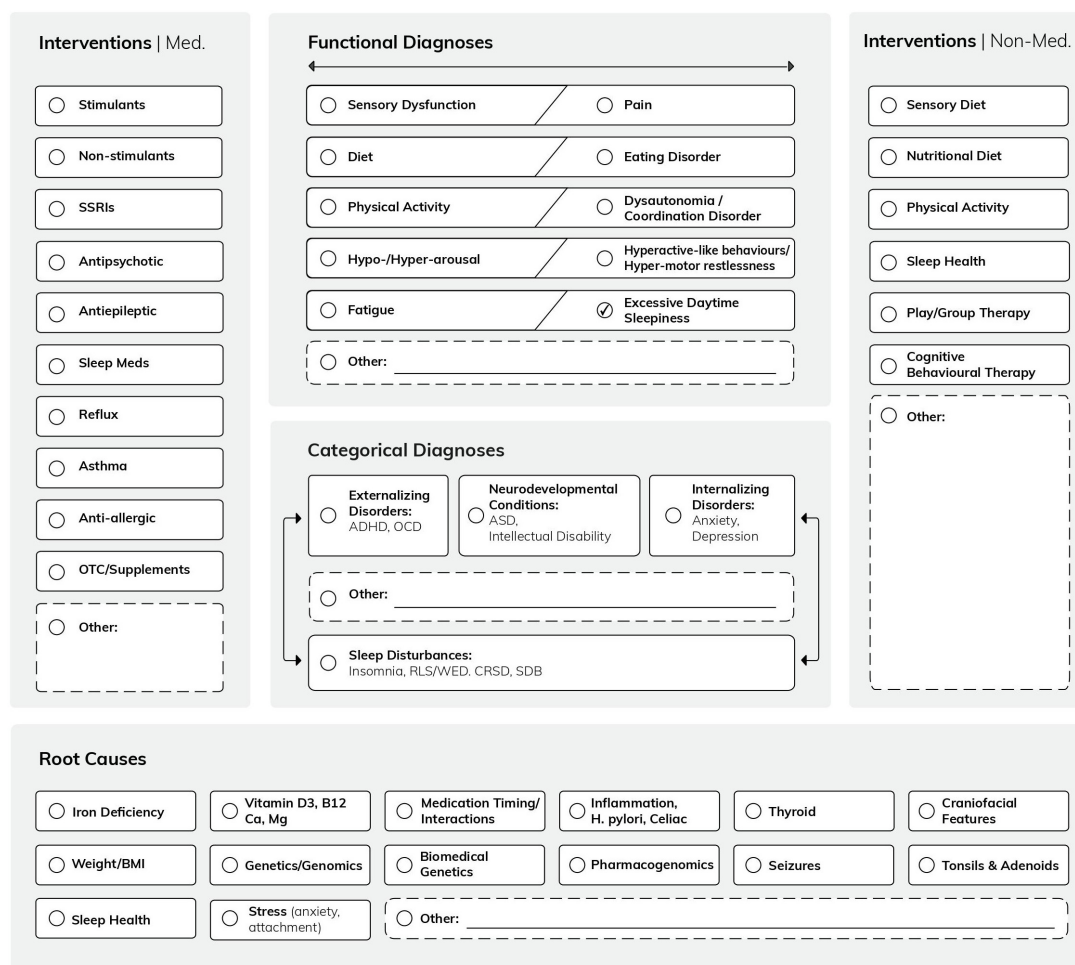 Interventions | Med.
Stimulants
Non-stimulants
SSRIs
Antipsychotic
Antiepileptic
Sleep Meds
Reflux
Asthma
Anti-allergic
OTC/Supplements
Other:
Functional Diagnoses
Sensory Dysfunction
Pain
Diet
Eating Disorder
Physical Activity
Dysautonomia /
Coordination Disorder
Hypo-/Hyper-arousal
Hyperactive-like behaviours/
Hyper-motor restlessness
Fatigue
Excessive Daytime
Sleepiness
Other:
Categorical Diagnoses
Externalizing
Disorders:
ADHD, OCD
Neurodevelopmental
Conditions:
ASD,
Intellectual Disability
Internalizing
Disorders:
Anxiety,
Depression
Other:
Sleep Disturbances:
Insomnia, RLS/WED. CRSD, SDB
Interventions | Non-Med.
Sensory Diet
Nutritional Diet
Physical Activity
Sleep Health
Play/Group Therapy
Cognitive
Behavioural Therapy
Other:
Root Causes
Iron Deficiency
Vitamin D3, B12
Ca, Mg
Medication Timing/
Interactions
Inflammation,
H. pylori, Celiac
Thyroid
Craniofacial
Features
Weight/BMI
Genetics/Genomics
Biomedical
Genetics
Pharmacogenomics
Seizures
Tonsils & Adenoids
Sleep Health
Stress (anxiety,
attachment)
Other: